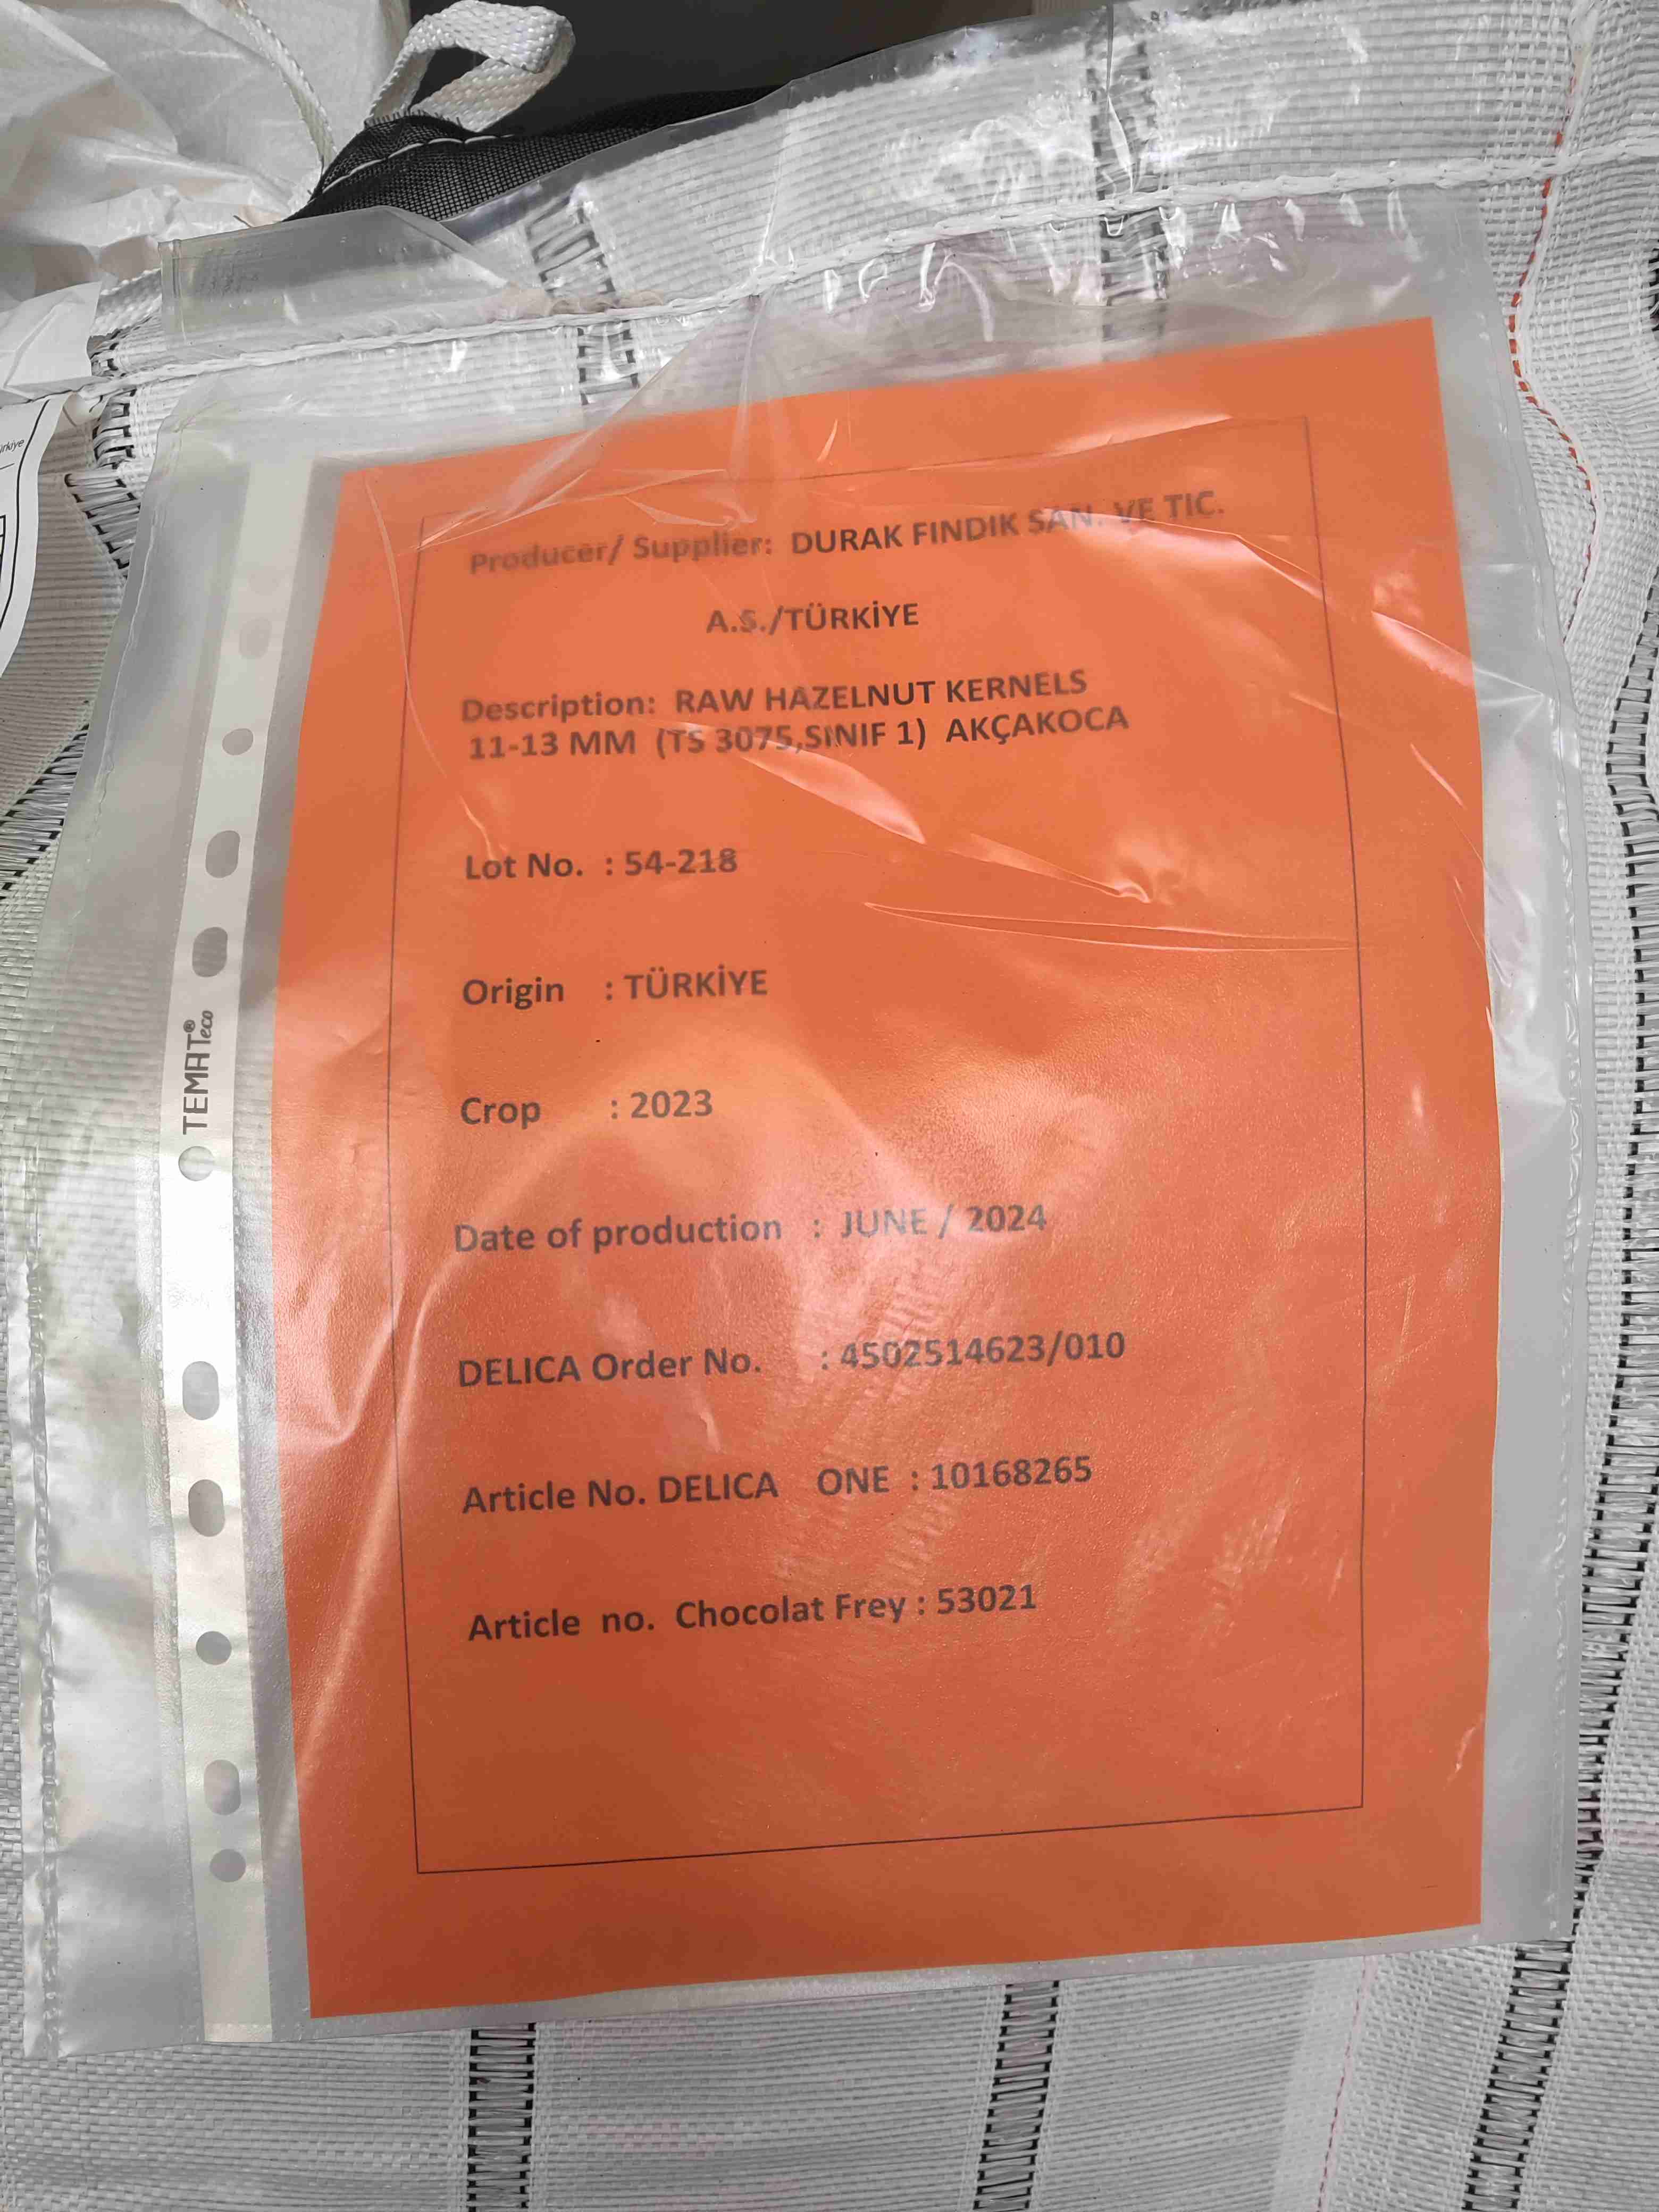 Producer/ Supplier: DURAK FINDIK SAN. VE TIC.
A.S./TÜRKİYE
Description: RAW HAZELNUT KERNELS
11-13 MM (TS 3075,SINIF 1) AKÇAKOCA
Lot No. : 54-218
Origin : TÜRKİYE
Crop : 2023
Date of production : JUNE / 2024
DELICA Order No. : 4502514623/010
Article No. DELICA ONE : 10168265
Article no. Chocolat Frey : 53021
TEMAT® eco